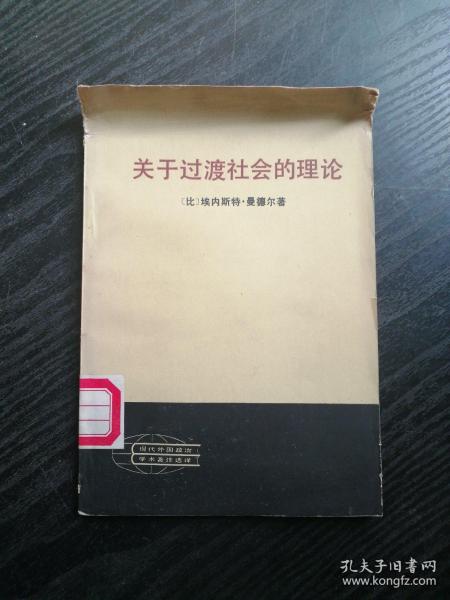 关于过渡社会的理论
〔比〕埃内斯特·曼德尔著
现代外国政治
学术著作选译
孔夫子旧书网
www.kongfz.com